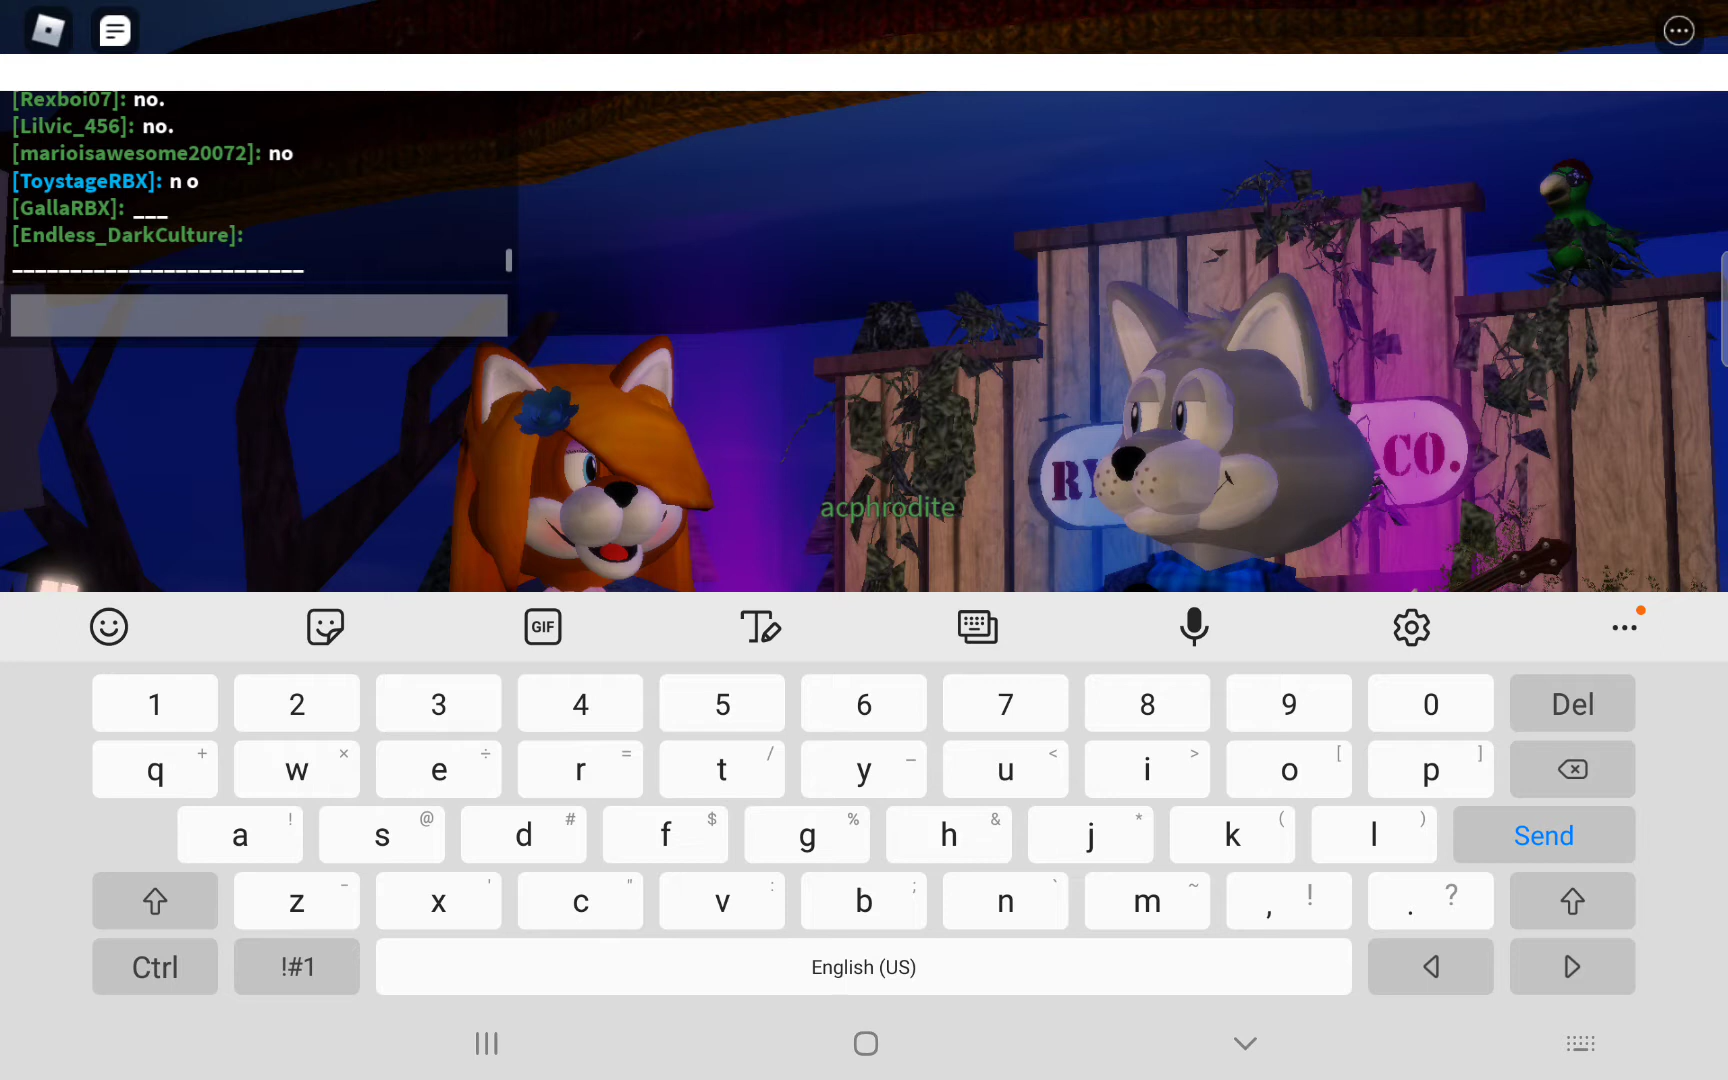 [Rexboi07]: no.
[Lilvic_456]: no.
[marioisawesome20072]: no
[ToystageRBX]: n o
[GallaRBX]: ___
[Endless_DarkCulture]:
_________________________
acphrodite
RY
CO.
GIF
1 2 3 4 5 6 7 8 9 0 Del
+ × ÷ = / _ < > [ ]
q w e r t y u i o p
! @ # $ % & * ( )
a s d f g h j k l Send
- ' " : ; ` ~ ! ?
z x c v b n m , .
Ctrl !#1 English (US)